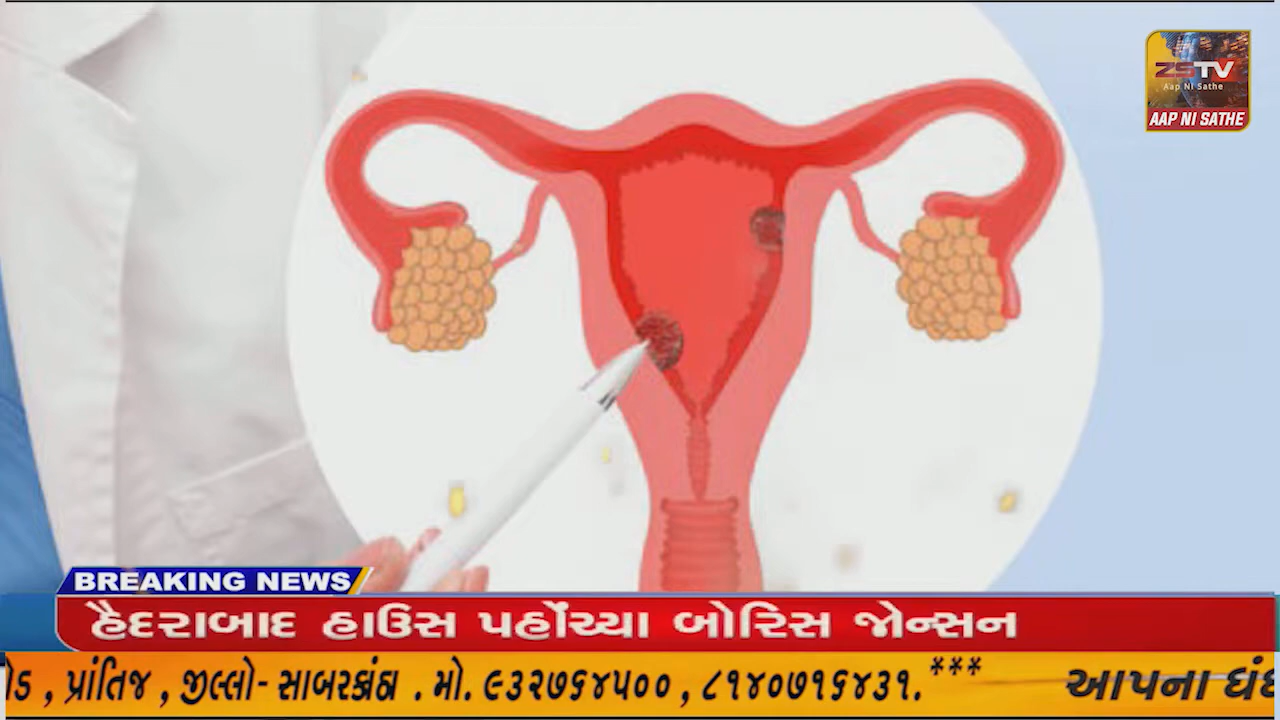 ZSTV
Aap Ni Sathe
AAP NI SATHE
BREAKING NEWS
હૈદરાબાદ હાઉસ પહોંચ્યા બોરિસ જોન્સન
, પ્રાંતિજ , જીલ્લો- સાબરકાંઠા . મો. ૯૩૨૭૬૪૫૦૦ , ૮૧૪૦૭૧૬૪૩૧. *** આપના